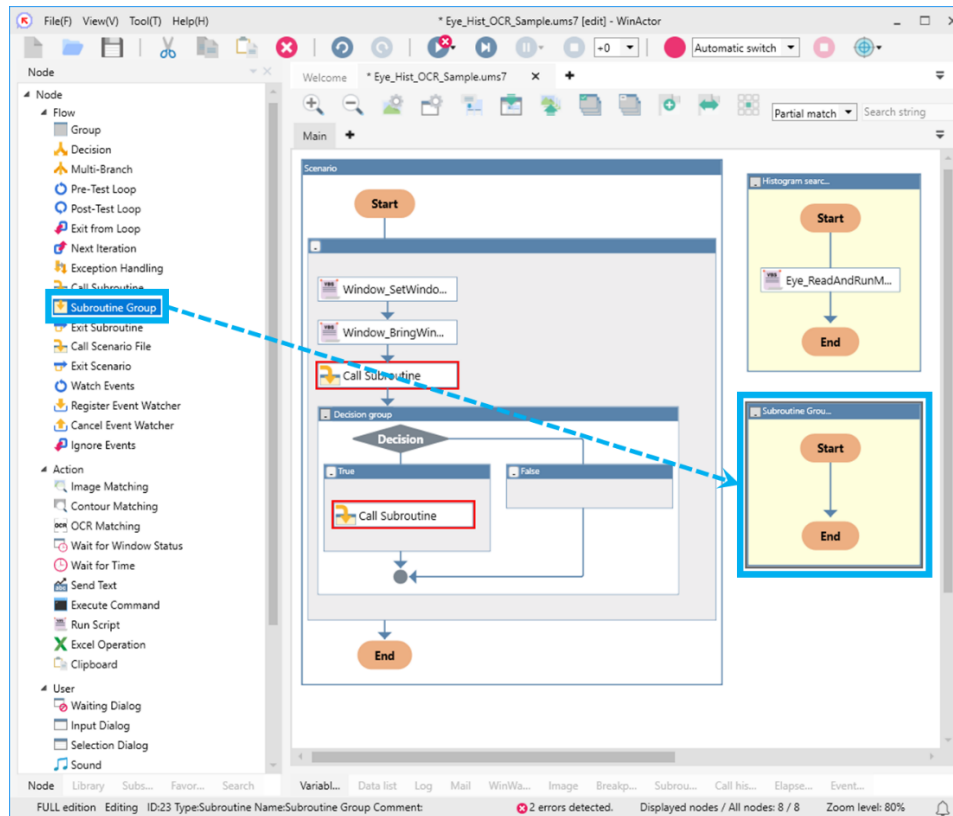 File(F) View(V) Tool(T) Help(H)
* Eye_Hist_OCR_Sample.ums7 [edit] - WinActor
+0
Automatic switch
Node
Welcome
* Eye_Hist_OCR_Sample.ums7
Partial match
Search string
Main
Node
Flow
Group
Decision
Multi-Branch
Pre-Test Loop
Post-Test Loop
Exit from Loop
Next Iteration
Exception Handling
Call Subroutine
Subroutine Group
Exit Subroutine
Call Scenario File
Exit Scenario
Watch Events
Register Event Watcher
Cancel Event Watcher
Ignore Events
Action
Image Matching
Contour Matching
OCR OCR Matching
Wait for Window Status
Wait for Time
Send Text
Execute Command
Run Script
Excel Operation
Clipboard
User
Waiting Dialog
Input Dialog
Selection Dialog
Sound
Scenario
Start
VBS Window_SetWindo...
VBS Window_BringWin...
Call Subroutine
Decision group
Decision
True
False
Call Subroutine
End
Histogram searc...
Start
VBS Eye_ReadAndRunM...
End
Subroutine Grou...
Start
End
Node Library Subs... Favor... Search
Variabl... Data list Log Mail WinWa... Image Breakp... Subrou... Call his... Elapse... Event...
FULL edition Editing ID:23 Type:Subroutine Name:Subroutine Group Comment:
2 errors detected.
Displayed nodes / All nodes: 8 / 8
Zoom level: 80%